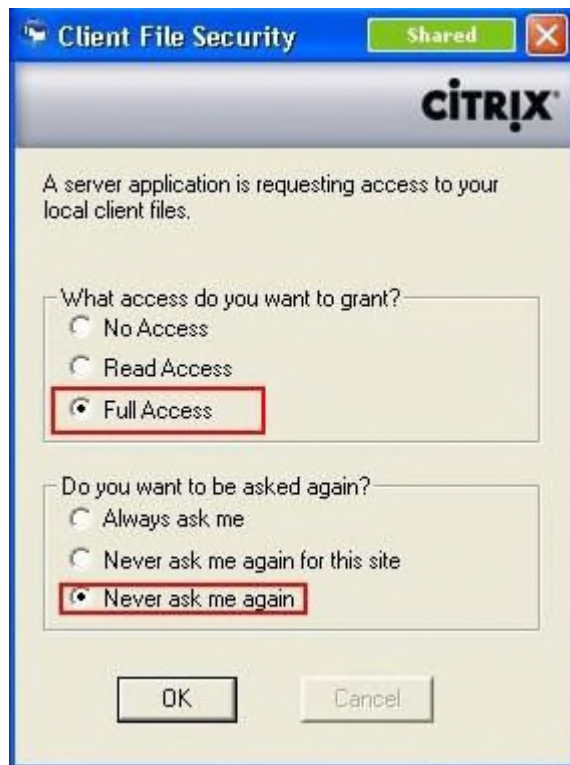 Client File Security
Shared
CITRIX
A server application is requesting access to your
local client files.
What access do you want to grant?
No Access
Read Access
Full Access
Do you want to be asked again?
Always ask me
Never ask me again for this site
Never ask me again
OK
Cancel